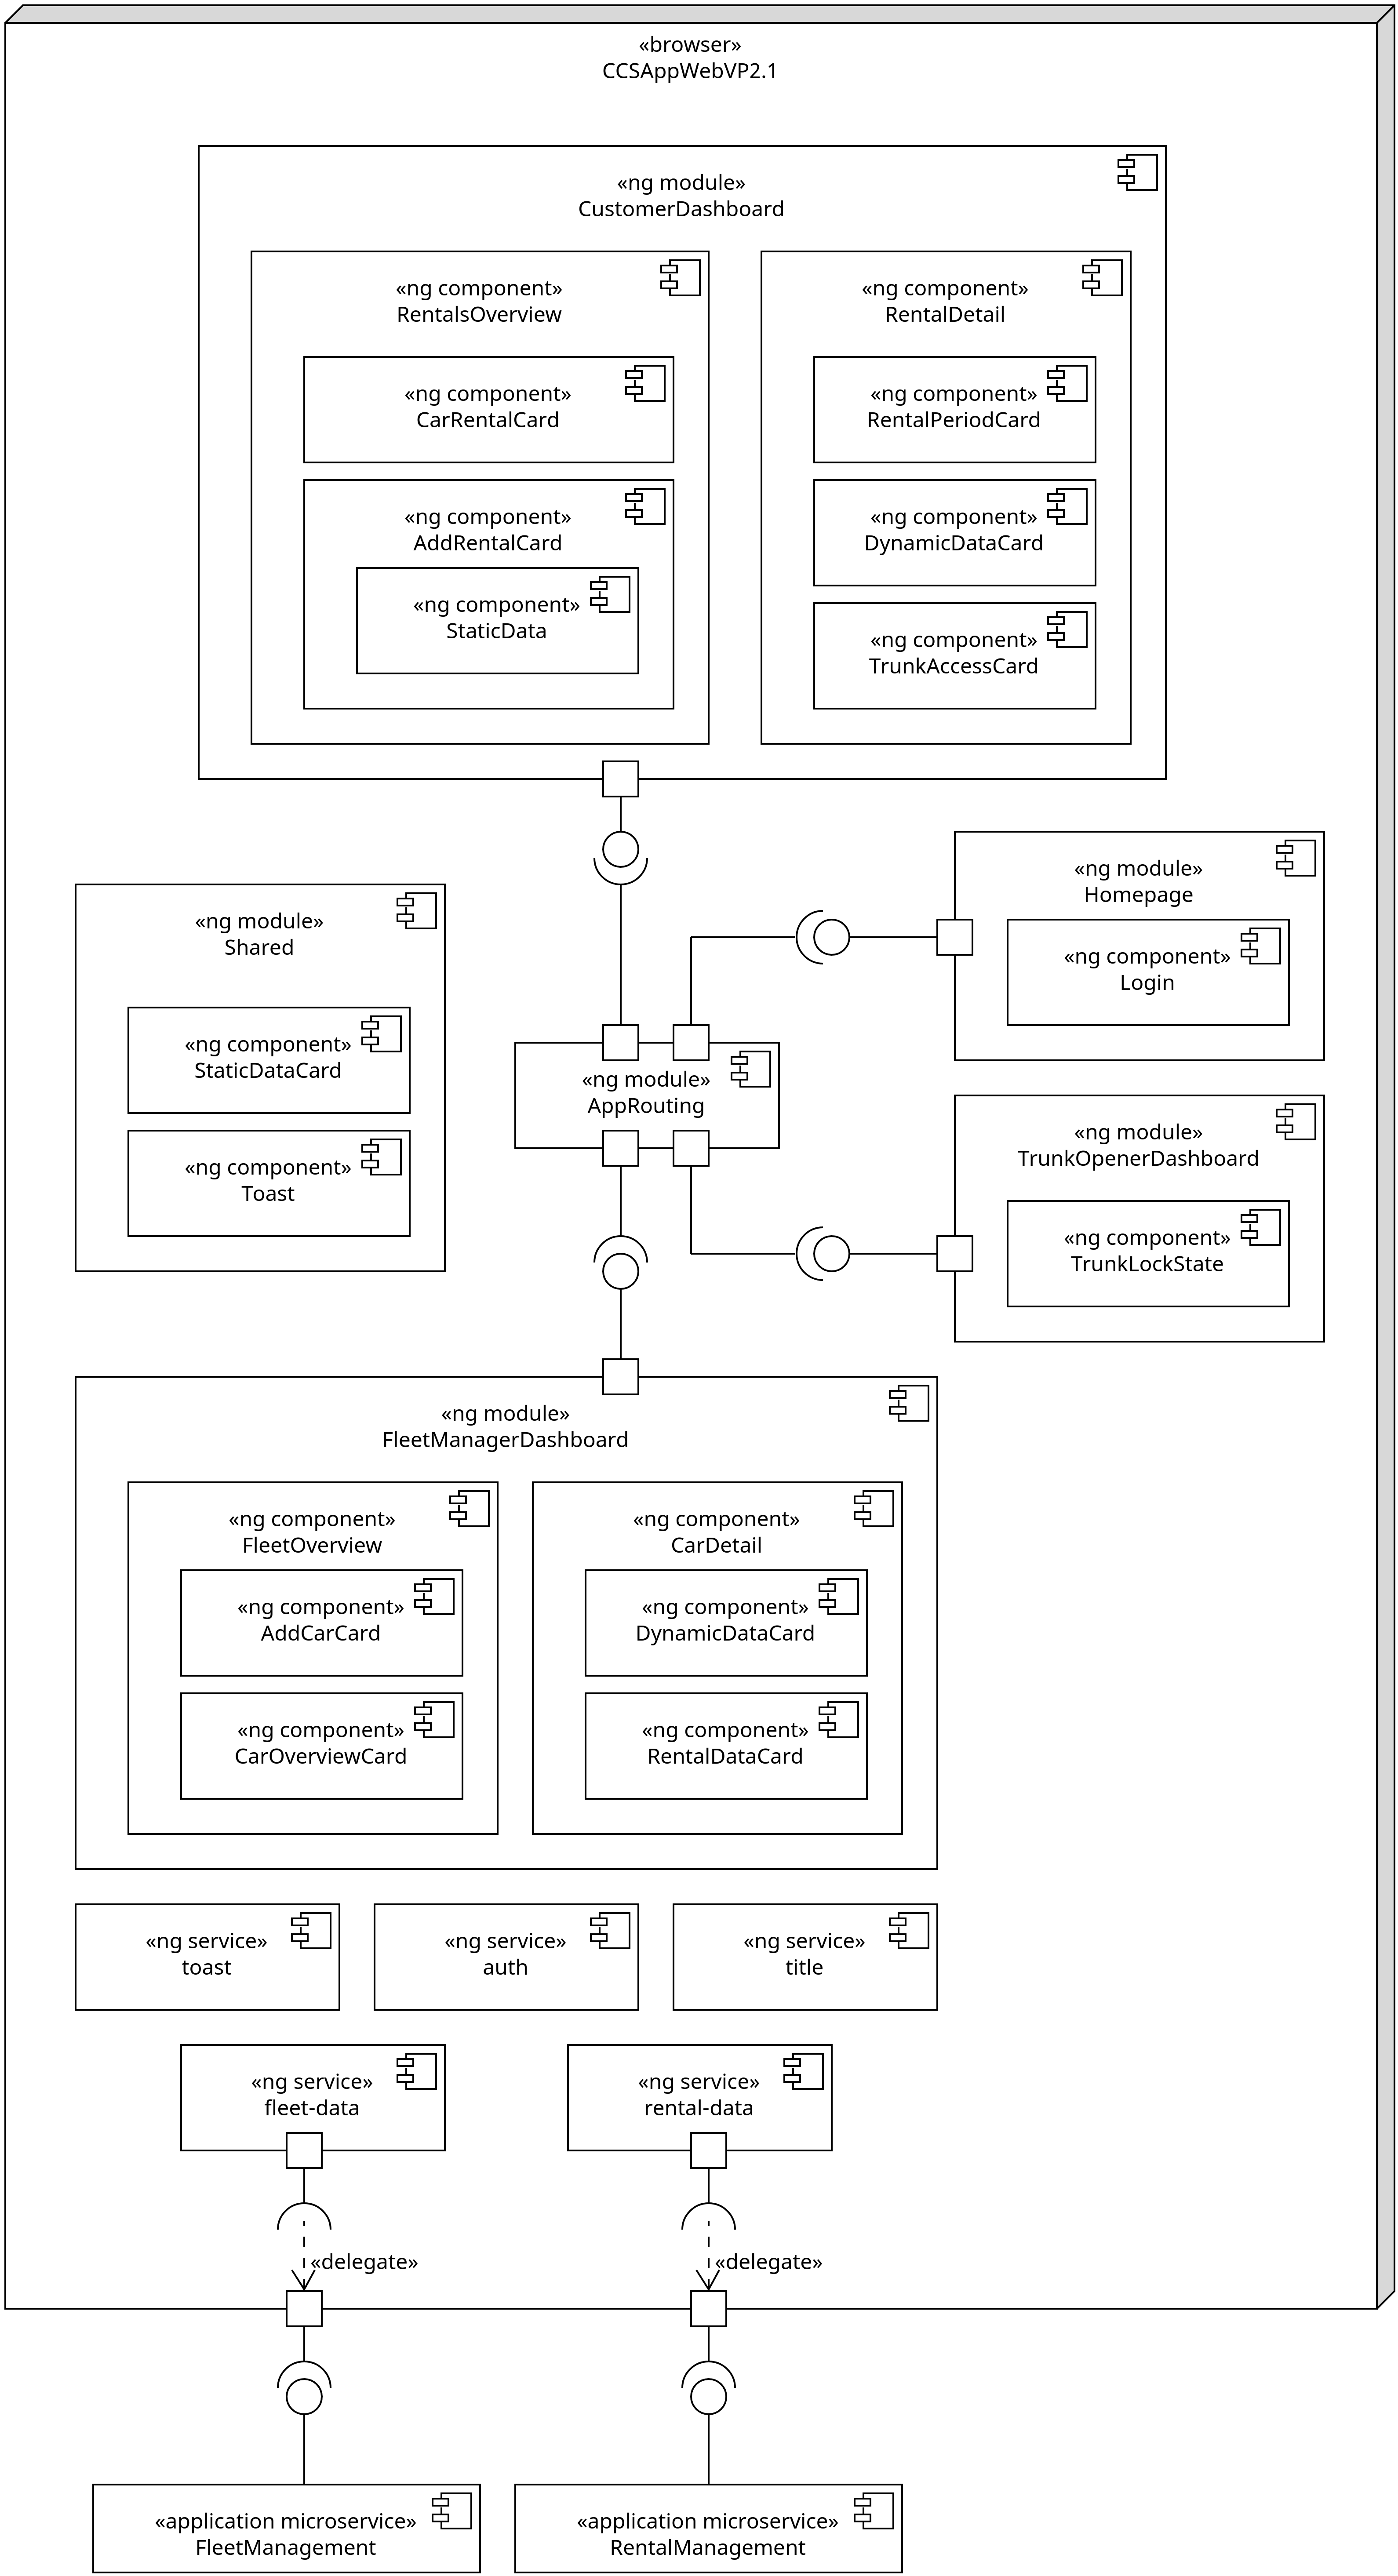 «browser»
CCSAppWebVP2.1
«ng module»
CustomerDashboard
«ng component»
RentalsOverview
«ng component»
CarRentalCard
«ng component»
AddRentalCard
«ng component»
StaticData
«ng component»
RentalDetail
«ng component»
RentalPeriodCard
«ng component»
DynamicDataCard
«ng component»
TrunkAccessCard
«ng module»
Shared
«ng component»
StaticDataCard
«ng component»
Toast
«ng module»
AppRouting
«ng module»
Homepage
«ng component»
Login
«ng module»
TrunkOpenerDashboard
«ng component»
TrunkLockState
«ng module»
FleetManagerDashboard
«ng component»
FleetOverview
«ng component»
AddCarCard
«ng component»
CarOverviewCard
«ng component»
CarDetail
«ng component»
DynamicDataCard
«ng component»
RentalDataCard
«ng service»
toast
«ng service»
auth
«ng service»
title
«ng service»
fleet-data
«ng service»
rental-data
«delegate»
«delegate»
«application microservice»
FleetManagement
«application microservice»
RentalManagement